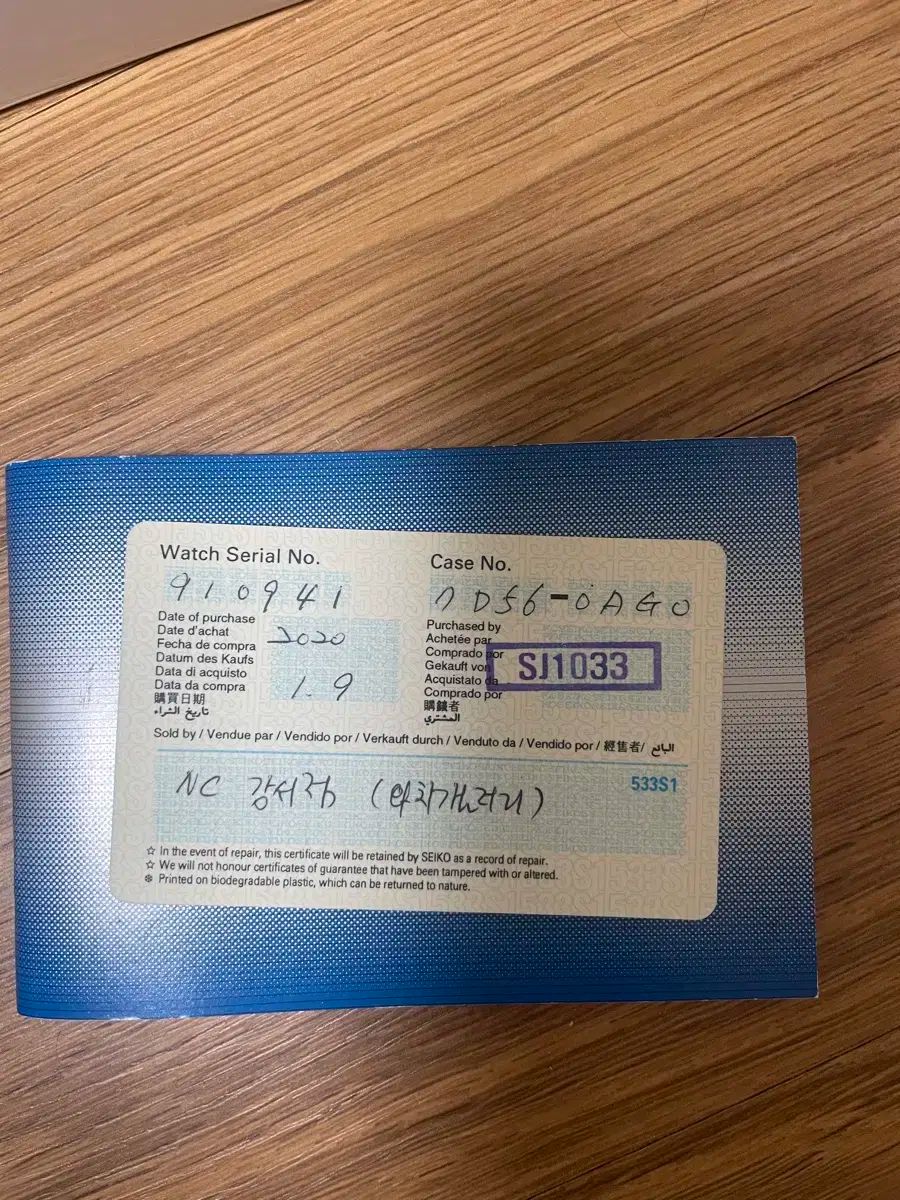 Watch Serial No.
910941
Case No.
7D56-0AG0
Date of purchase
Date d'achat
Fecha de compra
Datum des Kaufs
Data di acquisto
Data da compra
購買日期
تاريخ الشراء
2020
1.9
Purchased by
Achetée par
Comprado por
Gekauft von
Acquistato da
Comprado por
購錶者
المشتري
SJ1033
Sold by / Vendue par / Vendido por / Verkauft durch / Venduto da / Vendido por / 經售者/ البائع
533S1
NC 강서점 (와치갤러리)
☆ In the event of repair, this certificate will be retained by SEIKO as a record of repair.
☆ We will not honour certificates of guarantee that have been tampered with or altered.
❆ Printed on biodegradable plastic, which can be returned to nature.